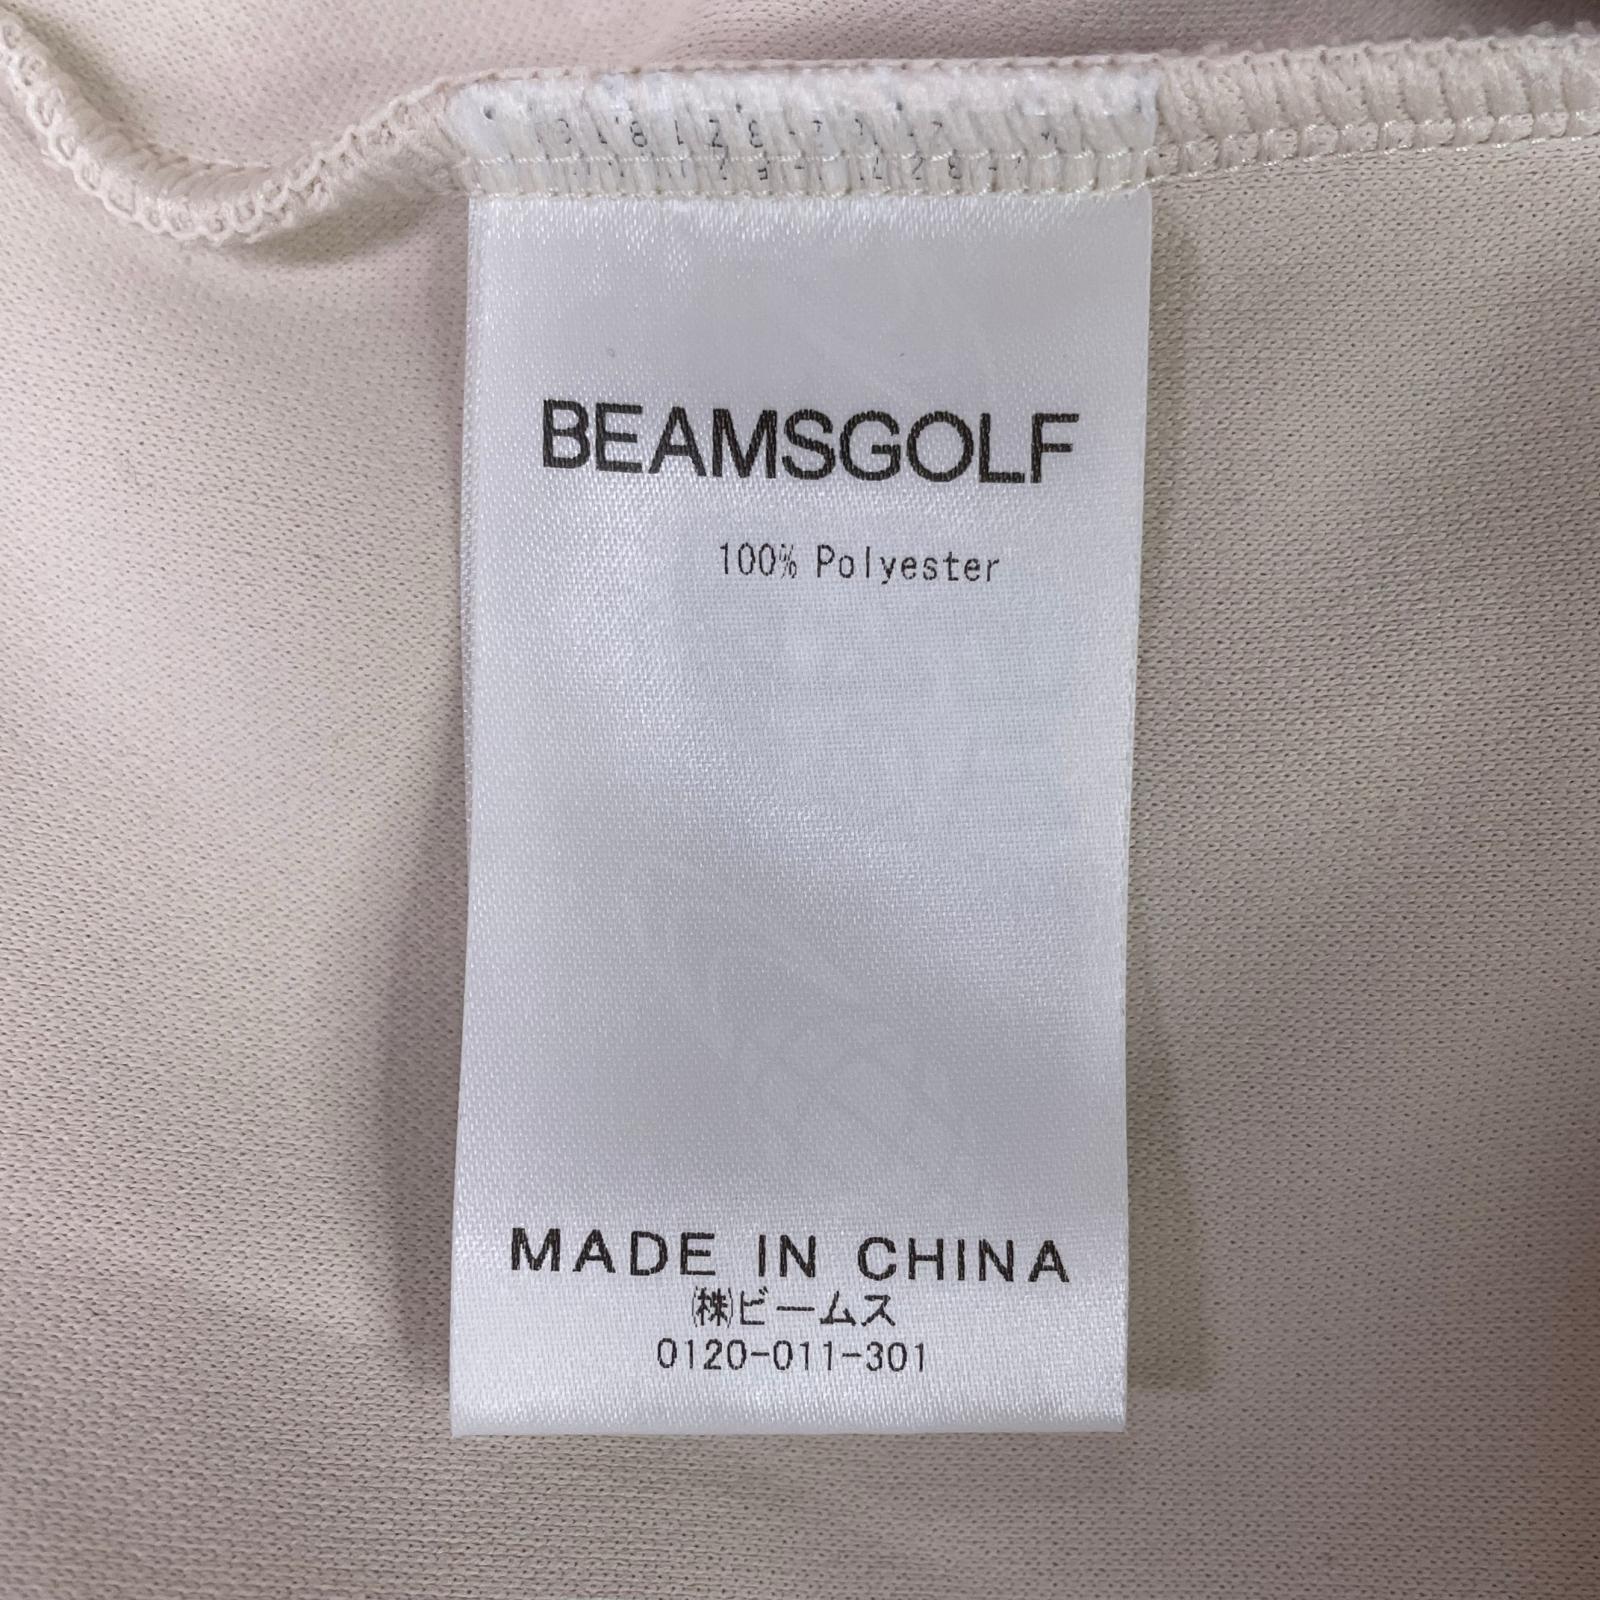 BEAMSGOLF
100% Polyester
MADE IN CHINA
㈱ビームス
0120-011-301